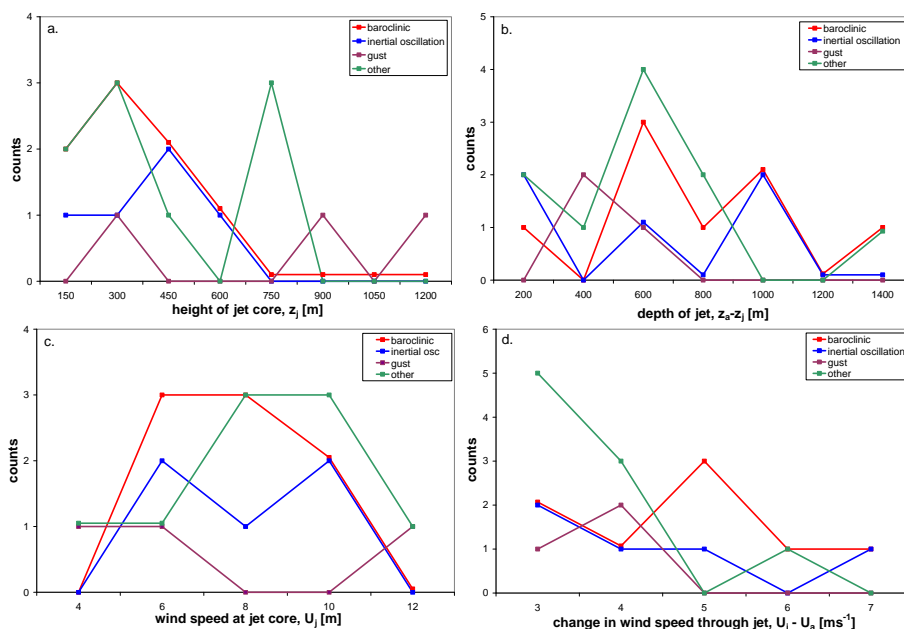 a.
baroclinic
inertial oscillation
gust
other
4
3
2
1
0
counts
150 300 450 600 750 900 1050 1200
height of jet core, zj [m]
b.
baroclinic
inertial oscillation
gust
other
5
4
3
2
1
0
counts
200 400 600 800 1000 1200 1400
depth of jet, za-zj [m]
c.
baroclinic
inertial osc
gust
other
4
3
2
1
0
counts
4 6 8 10 12
wind speed at jet core, Uj [m]
d.
baroclinic
inertial oscillation
gust
other
6
5
4
3
2
1
0
counts
3 4 5 6 7
change in wind speed through jet, Uj - Ua [ms-1]